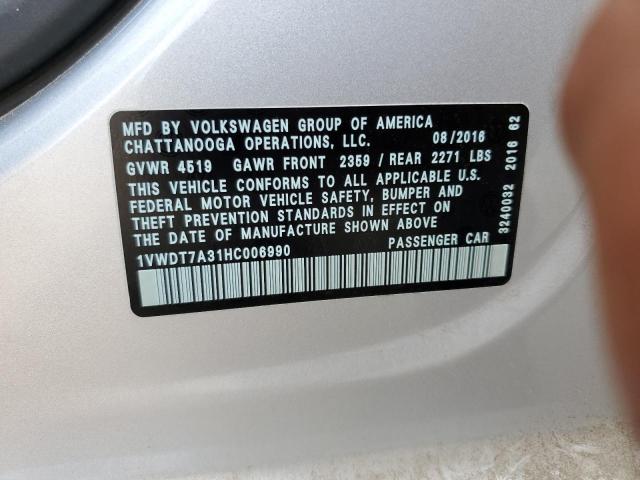 MFD BY VOLKSWAGEN GROUP OF AMERICA
CHATTANOOGA OPERATIONS, LLC. 08/2016
GVWR 4519 GAWR FRONT 2359 / REAR 2271 LBS
THIS VEHICLE CONFORMS TO ALL APPLICABLE U.S.
FEDERAL MOTOR VEHICLE SAFETY, BUMPER AND
THEFT PREVENTION STANDARDS IN EFFECT ON
THE DATE OF MANUFACTURE SHOWN ABOVE
1VWDT7A31HC006990 PASSENGER CAR
3240032 2016 62